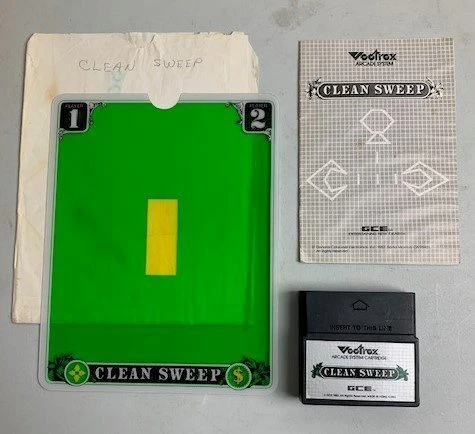 CLEAN SWEEP
PLAYER
1
PLAYER
2
CLEAN SWEEP
$
Vectrex
ARCADE SYSTEM
CLEAN SWEEP
GCE
INSERT TO THIS LINE
Vectrex
ARCADE SYSTEM CARTRIDGE
CLEAN SWEEP
GCE